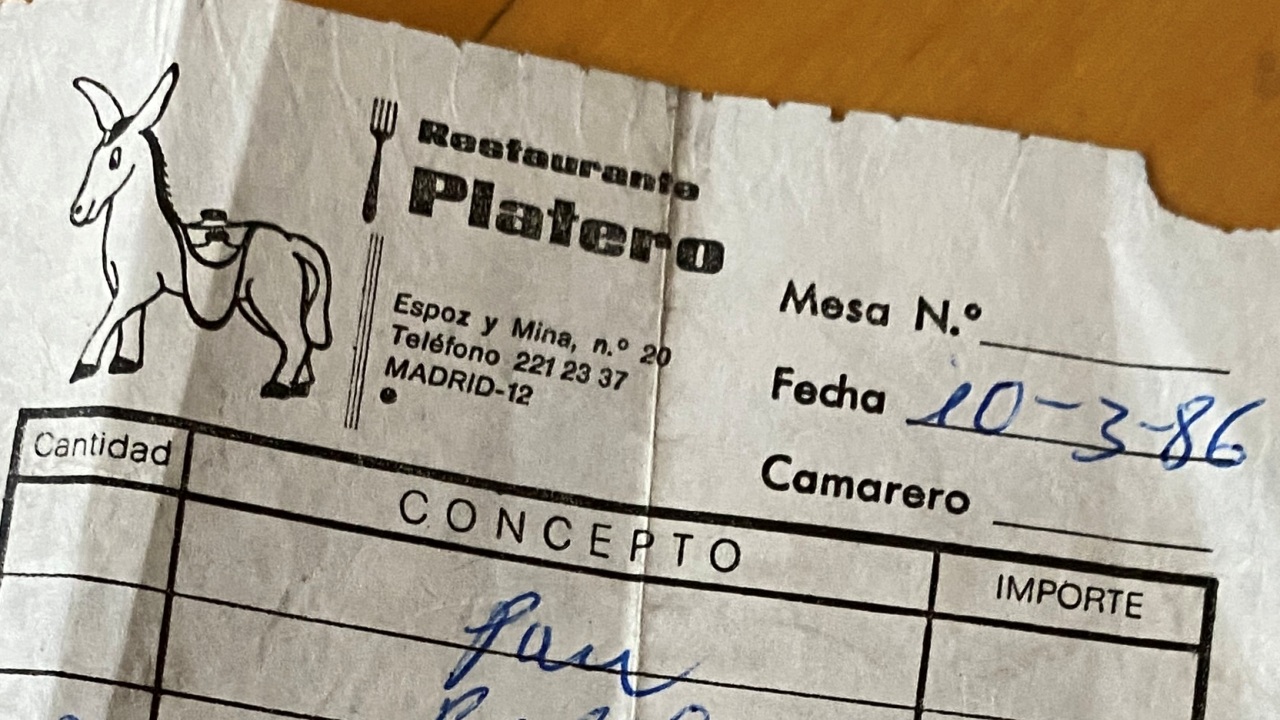 Restaurante
Platero
Espoz y Mina, n.º 20
Teléfono 221 23 37
MADRID-12
Mesa N.º
Fecha 10-3-86
Camarero
Cantidad
CONCEPTO
IMPORTE
Pan